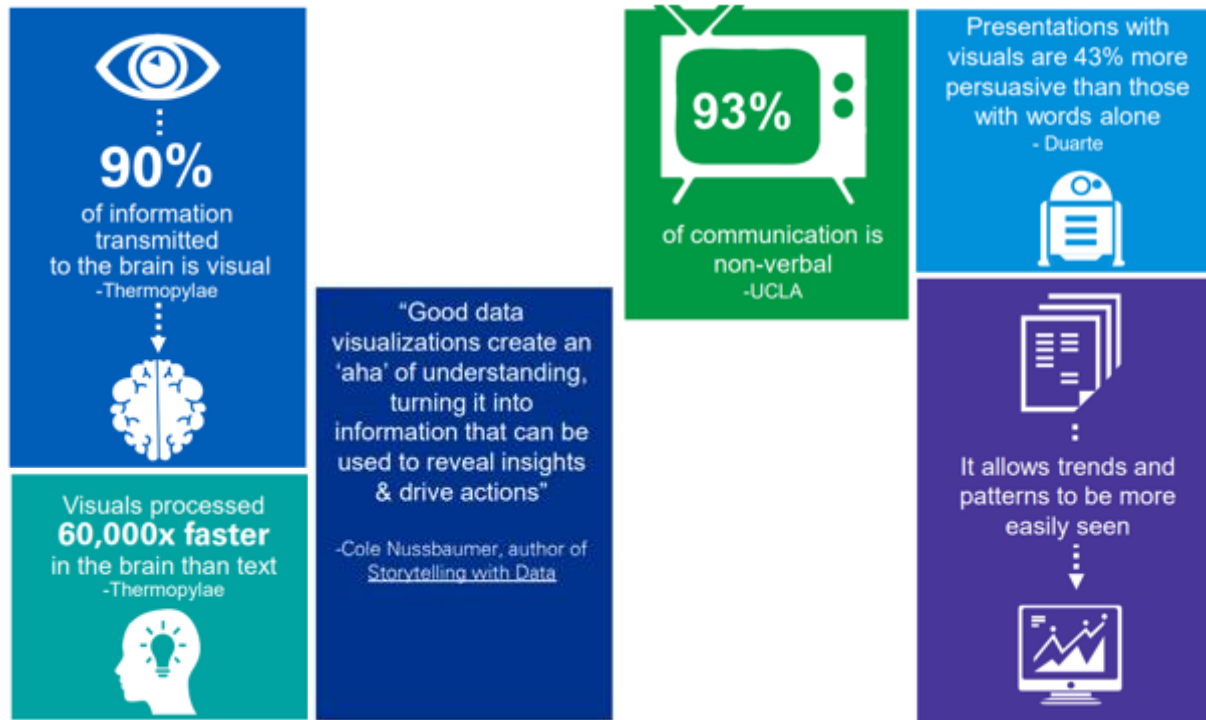 90%
of information
transmitted
to the brain is visual
-Thermopylae
Visuals processed
60,000x faster
in the brain than text
-Thermopylae
“Good data
visualizations create an
‘aha’ of understanding,
turning it into
information that can be
used to reveal insights
& drive actions”
-Cole Nussbaumer, author of
Storytelling with Data
93%
of communication is
non-verbal
-UCLA
Presentations with
visuals are 43% more
persuasive than those
with words alone
- Duarte
It allows trends and
patterns to be more
easily seen